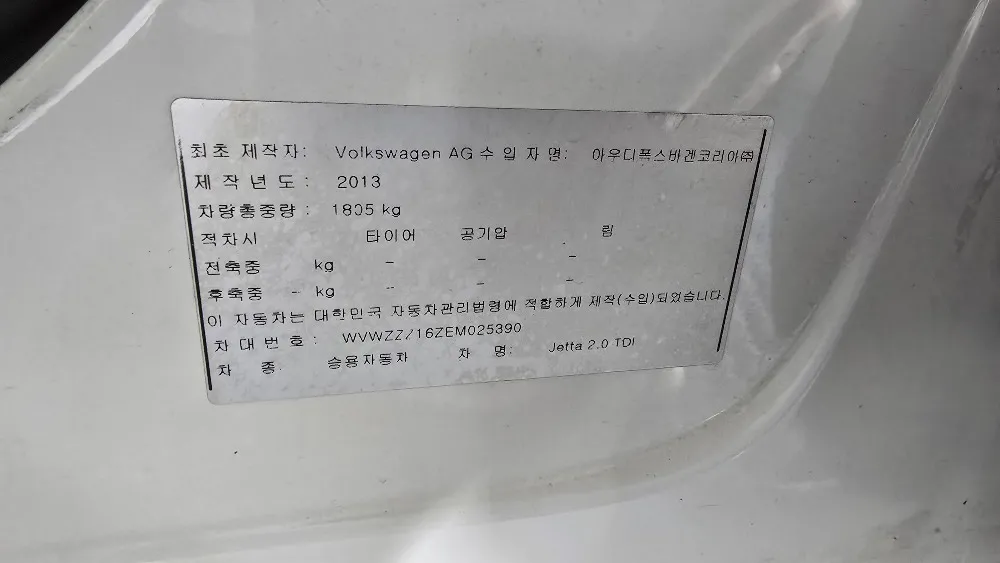 최초 제작자: Volkswagen AG 수 입 자 명: 아우디폭스바겐코리아㈜
제 작 년 도 : 2013
차량총중량 : 1805 kg
적차시 타이어 공기압 림
전축중 kg - - -
후축중 - kg - - -
이 자동차는 대한민국 자동차관리법령에 적합하게 제작(수입)되었습니다.
차 대 번 호 : WVWZZZ16ZEM025390
차 종. 승용자동차 차 명: Jetta 2.0 TDI